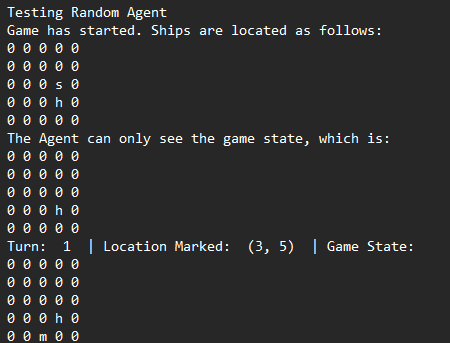 Testing Random Agent
Game has started. Ships are located as follows:
0 0 0 0 0
0 0 0 0 0
0 0 0 s 0
0 0 0 h 0
0 0 0 0 0
The Agent can only see the game state, which is:
0 0 0 0 0
0 0 0 0 0
0 0 0 0 0
0 0 0 h 0
0 0 0 0 0
Turn:  1  | Location Marked:  (3, 5)  | Game State:
0 0 0 0 0
0 0 0 0 0
0 0 0 0 0
0 0 0 h 0
0 0 m 0 0